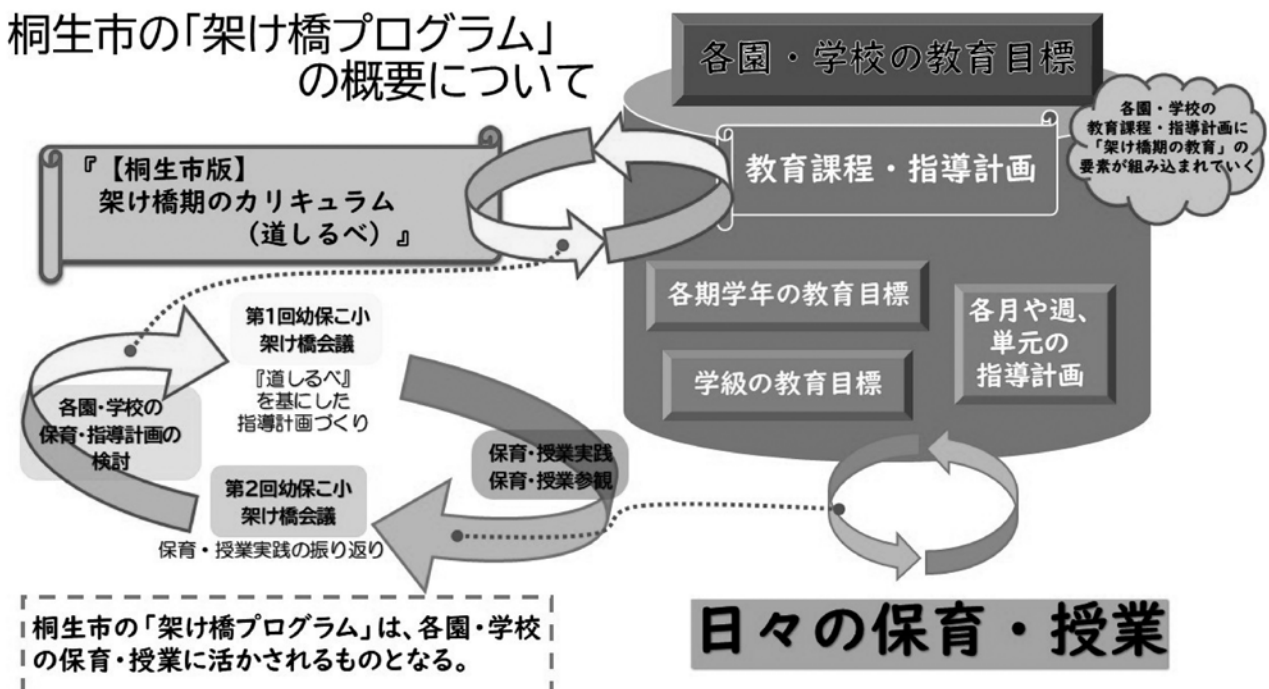 桐生市の「架け橋プログラム」
の概要について
各園・学校の教育目標
各園・学校の
教育課程・指導計画に
「架け橋期の教育」の
要素が組み込まれていく
『【桐生市版】
架け橋期のカリキュラム
(道しるべ)』
教育課程・指導計画
各期学年の教育目標
学級の教育目標
各月や週、
単元の
指導計画
第1回幼保こ小
架け橋会議
『道しるべ』
を基にした
指導計画づくり
各園・学校の
保育・指導計画の
検討
保育・授業実践
保育・授業参観
第2回幼保こ小
架け橋会議
保育・授業実践の振り返り
桐生市の「架け橋プログラム」は、各園・学校
の保育・授業に活かされるものとなる。
日々の保育・授業